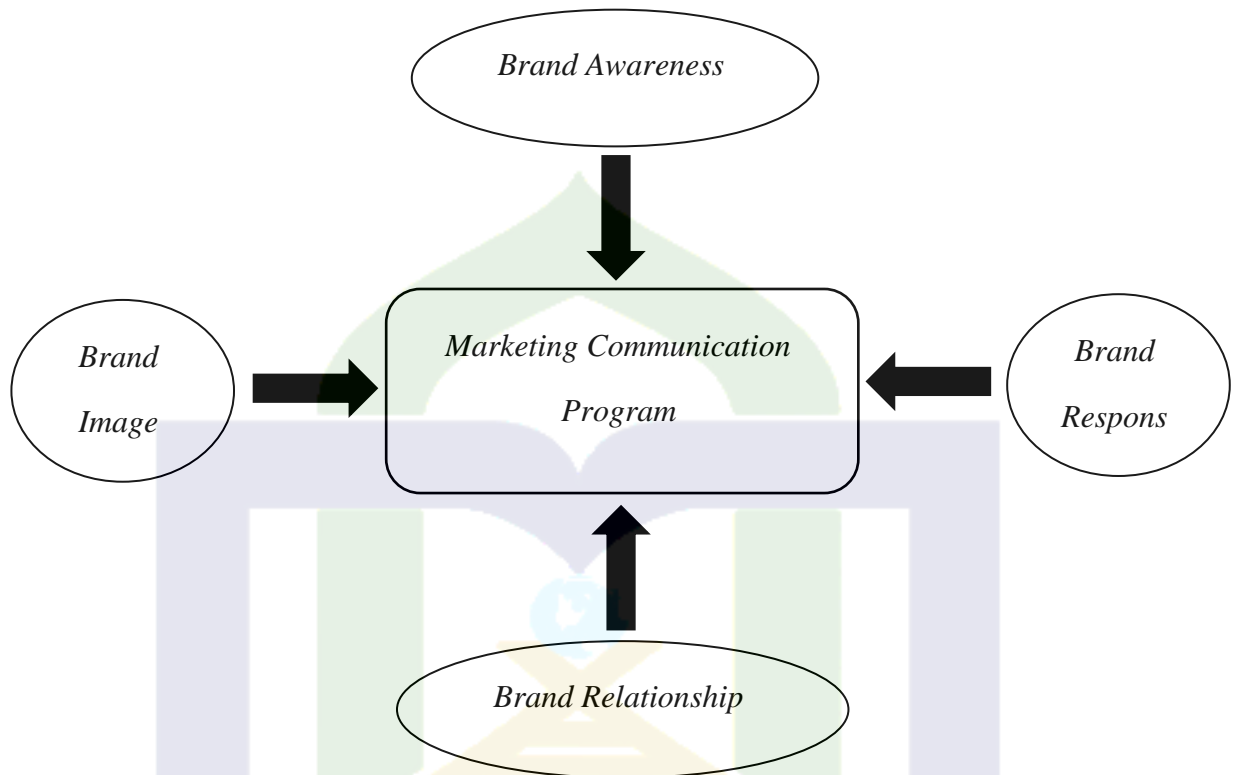 Brand Awareness
Marketing Communication
Program
Brand
Image
Brand
Respons
Brand Relationship